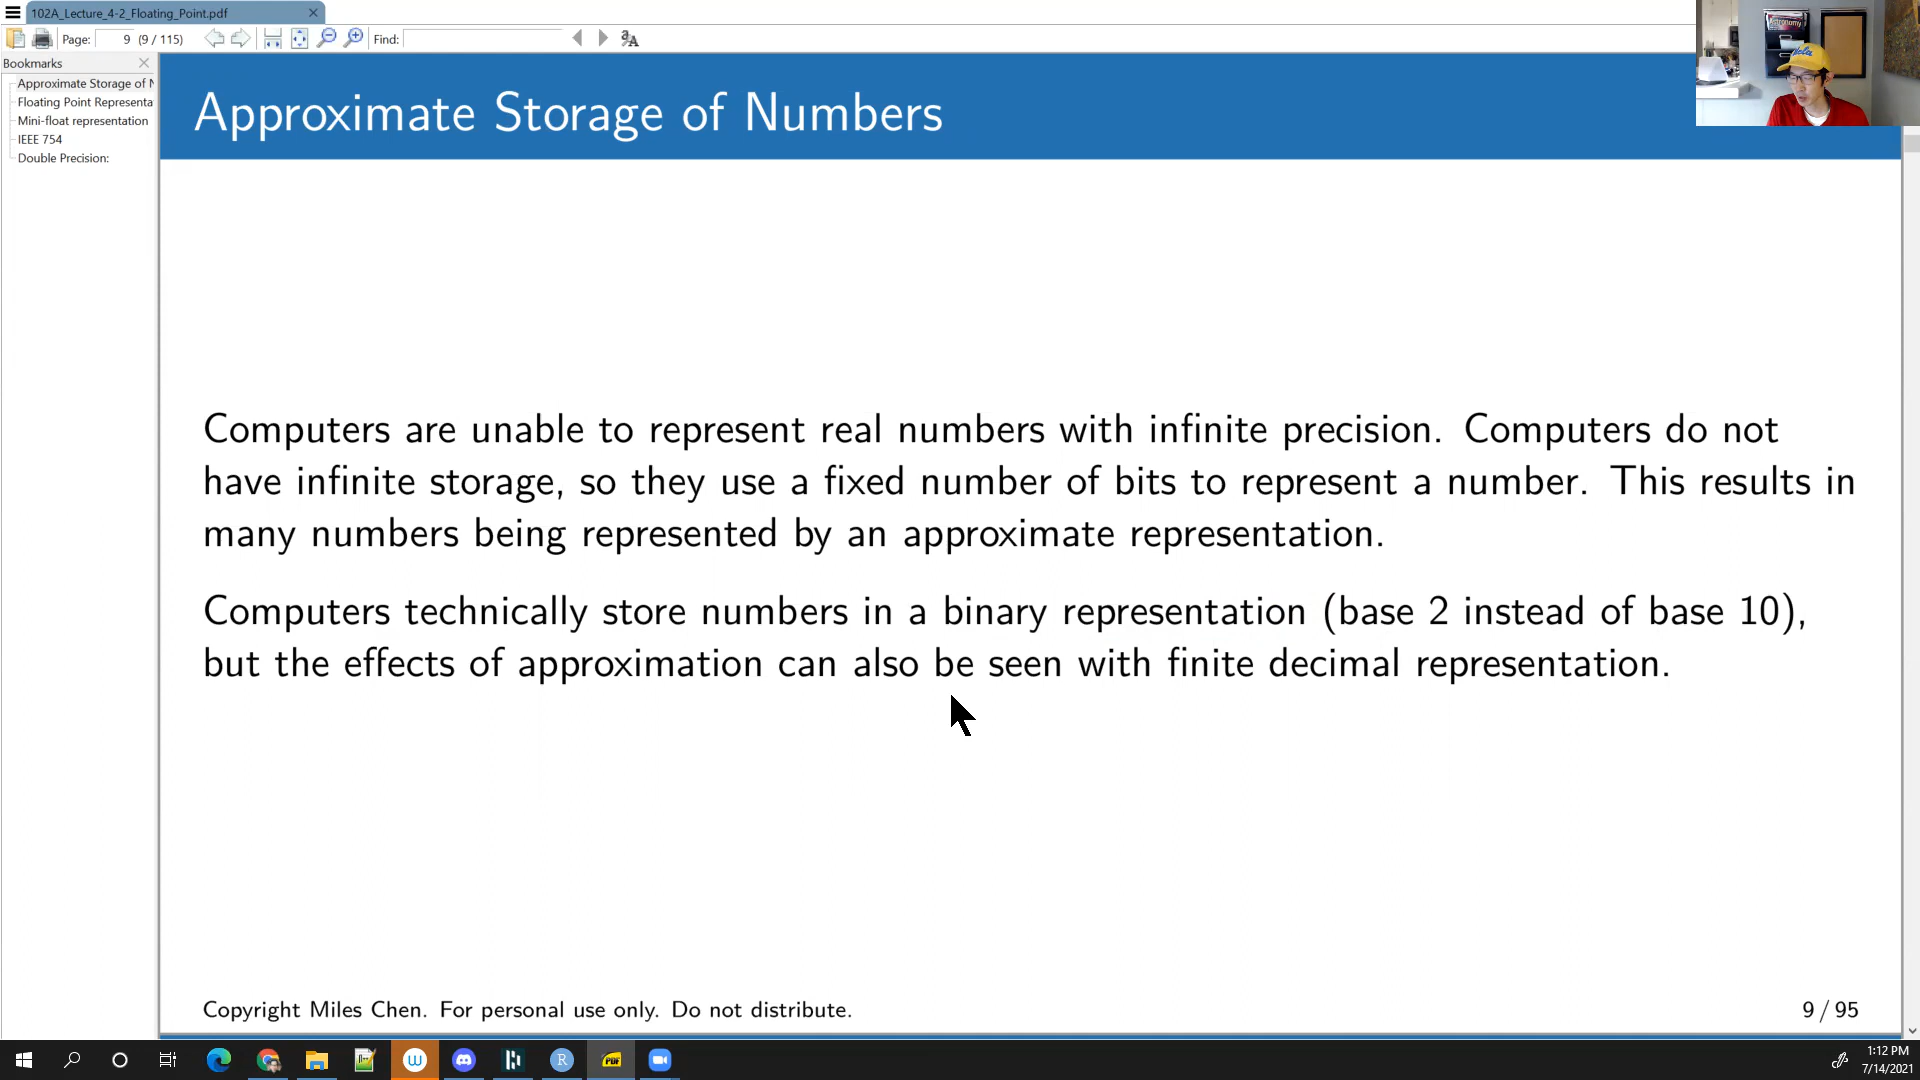 102A_Lecture_4-2_Floating_Point.pdf
Page: 9 (9 / 115) Find:
Bookmarks
Approximate Storage of N
Floating Point Representa
Mini-float representation
IEEE 754
Double Precision:
Approximate Storage of Numbers
Astronomy
Computers are unable to represent real numbers with infinite precision. Computers do not
have infinite storage, so they use a fixed number of bits to represent a number. This results in
many numbers being represented by an approximate representation.
Computers technically store numbers in a binary representation (base 2 instead of base 10),
but the effects of approximation can also be seen with finite decimal representation.
Copyright Miles Chen. For personal use only. Do not distribute.
9 / 95
1:12 PM
7/14/2021